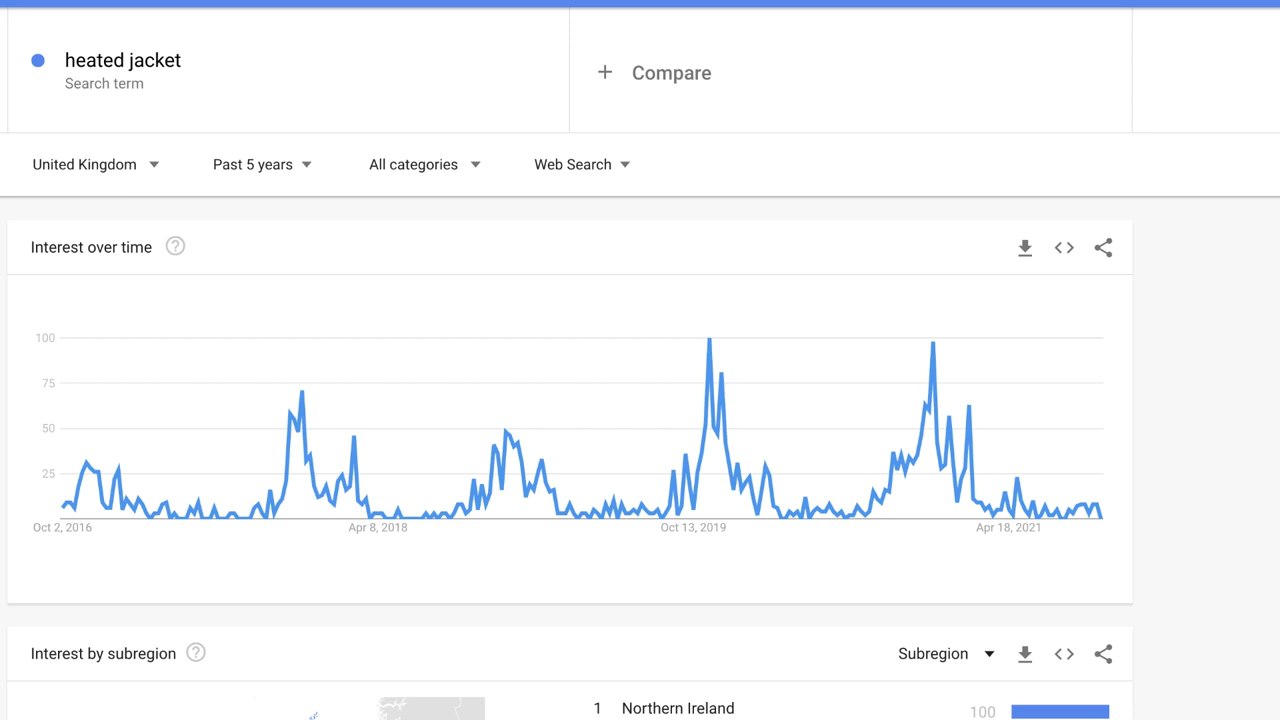 heated jacket
Search term
+ Compare
United Kingdom
Past 5 years
All categories
Web Search
Interest over time ?
100
75
50
25
Oct 2, 2016
Apr 8, 2018
Oct 13, 2019
Apr 18, 2021
Interest by subregion ?
Subregion
1 Northern Ireland 100